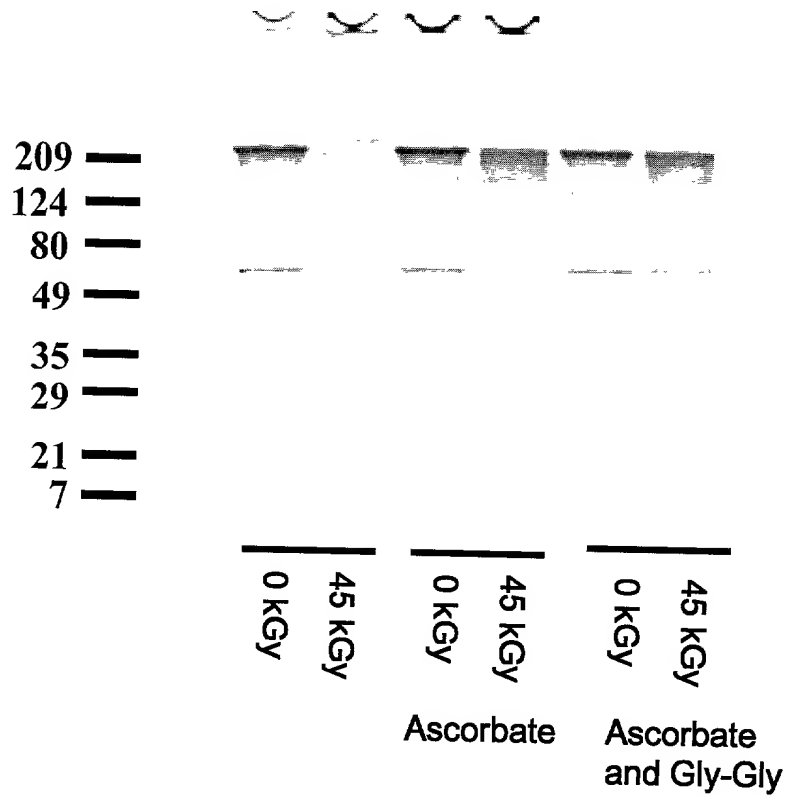 209
124
80
49
35
29
21
7
0 kGy
45 kGy
0 kGy
45 kGy
0 kGy
45 kGy
Ascorbate
Ascorbate
and Gly-Gly